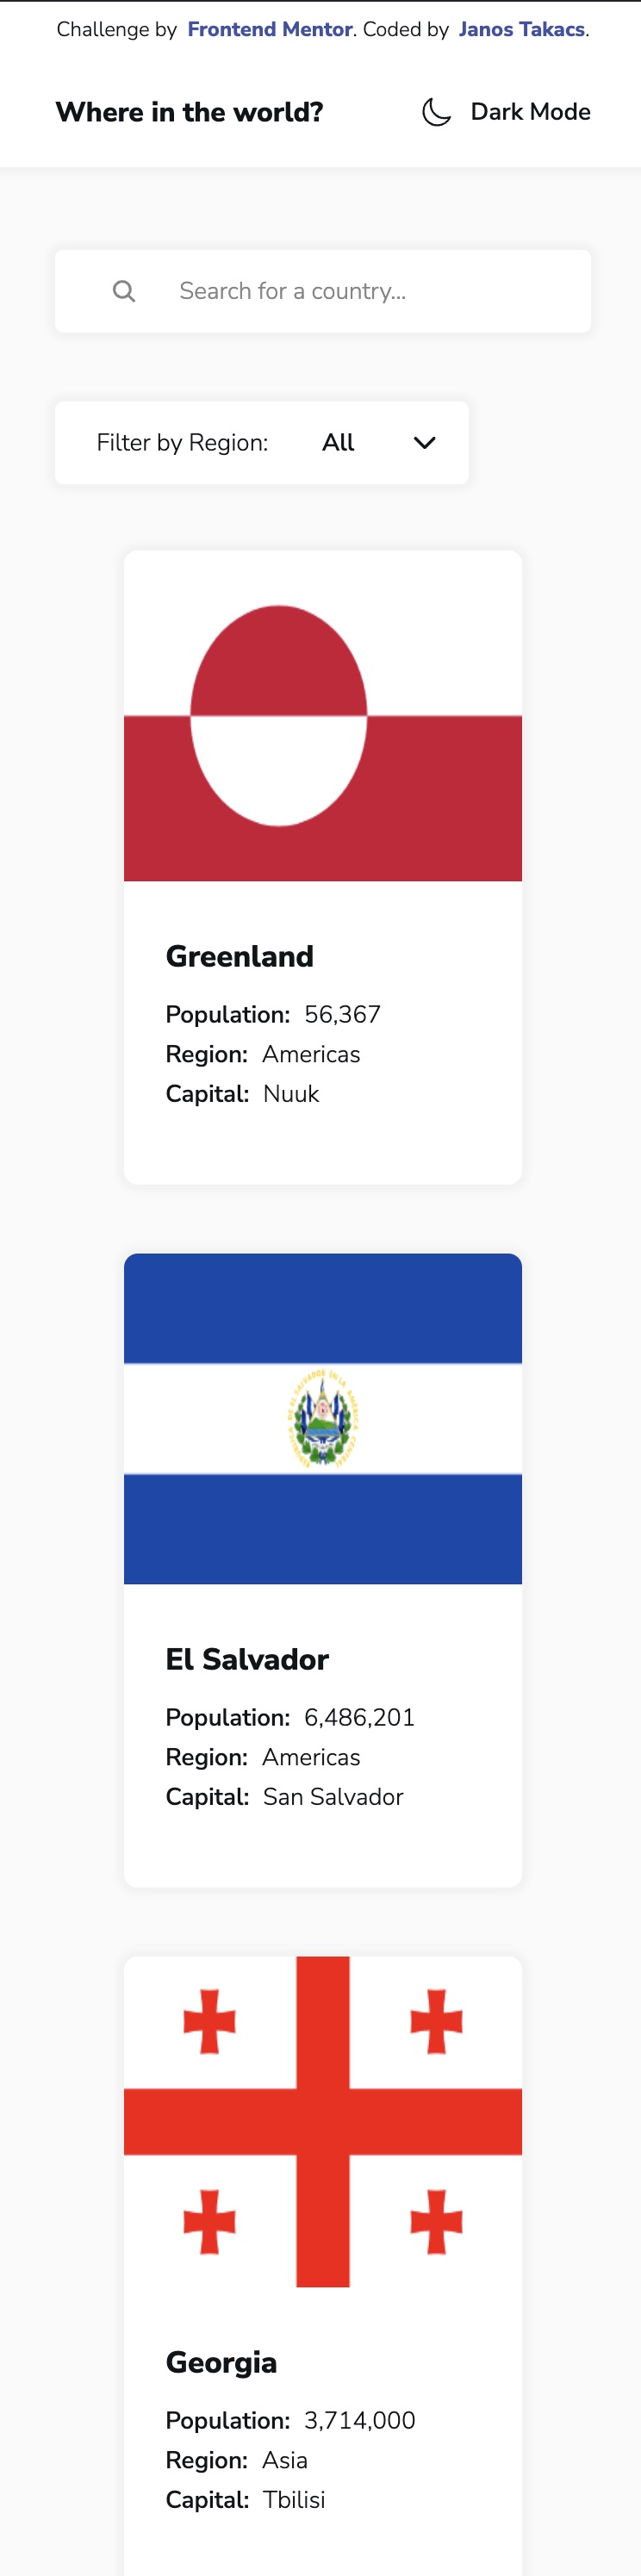 Challenge by Frontend Mentor. Coded by Janos Takacs.
Where in the world?
Dark Mode
Search for a country...
Filter by Region: All
Greenland
Population: 56,367
Region: Americas
Capital: Nuuk
El Salvador
Population: 6,486,201
Region: Americas
Capital: San Salvador
Georgia
Population: 3,714,000
Region: Asia
Capital: Tbilisi